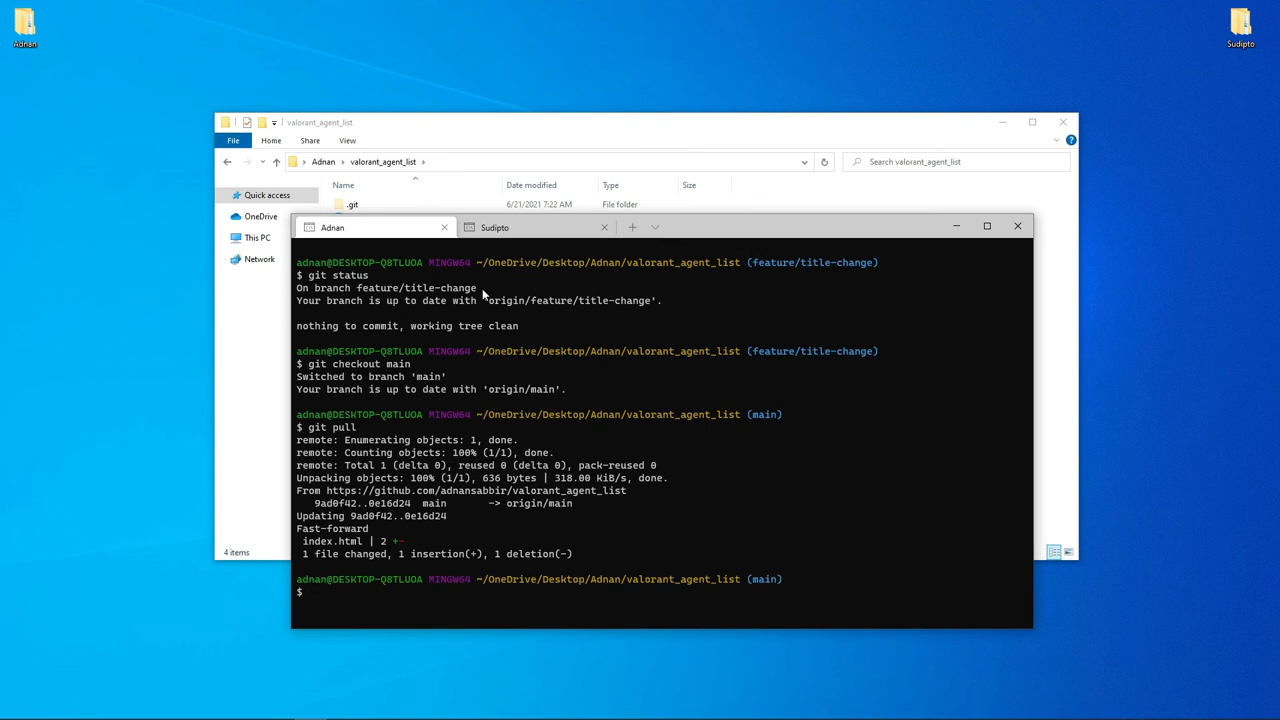 Adnan
Sudipto
valorant_agent_list
File Home Share View
Adnan valorant_agent_list
Search valorant_agent_list
Quick access
OneDrive
This PC
Network
Name Date modified Type Size
.git 6/21/2021 7:22 AM File folder
4 items
Adnan
Sudipto
adnan@DESKTOP-Q8TLUOA MINGW64 ~/OneDrive/Desktop/Adnan/valorant_agent_list (feature/title-change)
$ git status
On branch feature/title-change
Your branch is up to date with 'origin/feature/title-change'.
nothing to commit, working tree clean
adnan@DESKTOP-Q8TLUOA MINGW64 ~/OneDrive/Desktop/Adnan/valorant_agent_list (feature/title-change)
$ git checkout main
Switched to branch 'main'
Your branch is up to date with 'origin/main'.
adnan@DESKTOP-Q8TLUOA MINGW64 ~/OneDrive/Desktop/Adnan/valorant_agent_list (main)
$ git pull
remote: Enumerating objects: 1, done.
remote: Counting objects: 100% (1/1), done.
remote: Total 1 (delta 0), reused 0 (delta 0), pack-reused 0
Unpacking objects: 100% (1/1), 636 bytes | 318.00 KiB/s, done.
From https://github.com/adnansabbir/valorant_agent_list
9ad0f42..0e16d24 main -> origin/main
Updating 9ad0f42..0e16d24
Fast-forward
index.html | 2 +-
1 file changed, 1 insertion(+), 1 deletion(-)
adnan@DESKTOP-Q8TLUOA MINGW64 ~/OneDrive/Desktop/Adnan/valorant_agent_list (main)
$